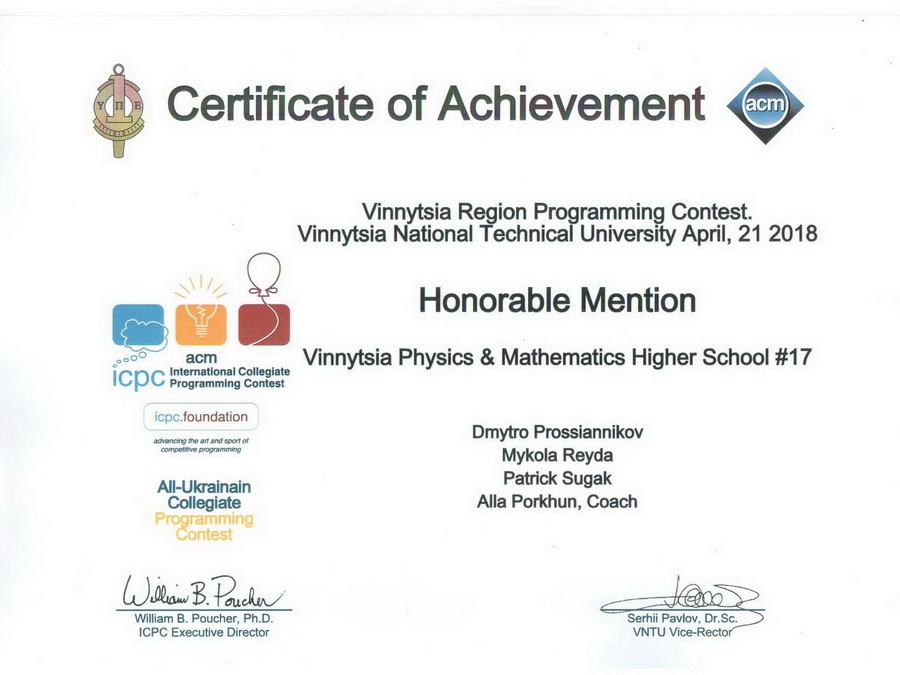 Certificate of Achievement
Υ Π Ε
acm
Vinnytsia Region Programming Contest.
Vinnytsia National Technical University April, 21 2018
Honorable Mention
Vinnytsia Physics & Mathematics Higher School #17
acm
icpc
International Collegiate
Programming Contest
icpc.foundation
advancing the art and sport of
competitive programming
Dmytro Prossiannikov
Mykola Reyda
Patrick Sugak
Alla Porkhun, Coach
All-Ukrainain
Collegiate
Programming
Contest
William B. Poucher
William B. Poucher, Ph.D.
ICPC Executive Director
Serhii Pavlov, Dr.Sc.
VNTU Vice-Rector